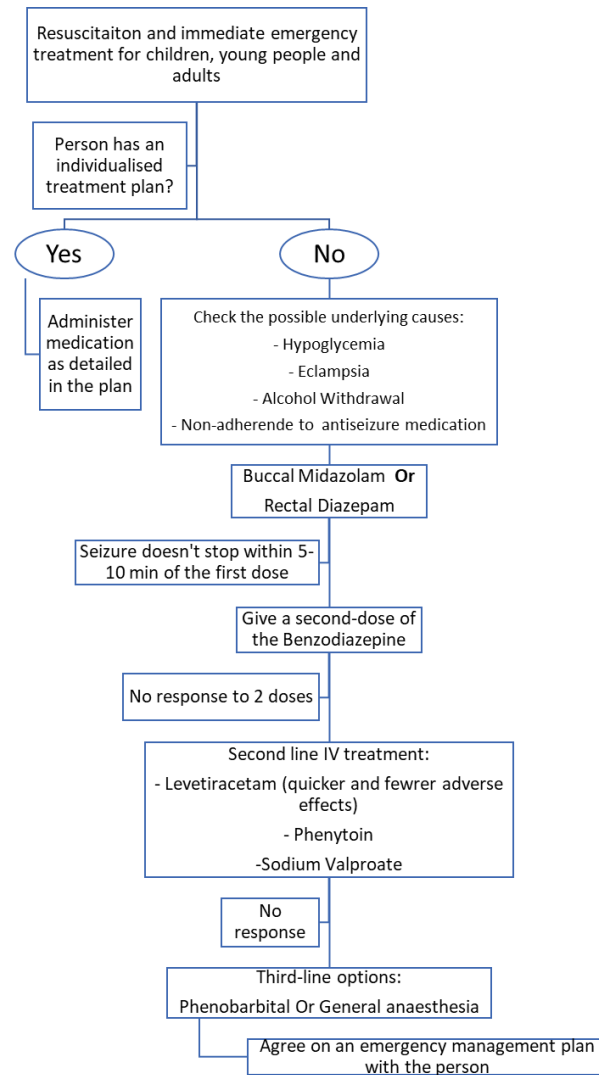 Resuscitaiton and immediate emergency
treatment for children, young people and
adults
Person has an
individualised
treatment plan?
Yes
No
Administer
medication
as detailed
in the plan
Check the possible underlying causes:
- Hypoglycemia
- Eclampsia
- Alcohol Withdrawal
- Non-adherende to antiseizure medication
Buccal Midazolam Or
Rectal Diazepam
Seizure doesn't stop within 5-
10 min of the first dose
Give a second-dose of
the Benzodiazepine
No response to 2 doses
Second line IV treatment:
- Levetiracetam (quicker and fewrer adverse
effects)
- Phenytoin
-Sodium Valproate
No
response
Third-line options:
Phenobarbital Or General anaesthesia
Agree on an emergency management plan
with the person